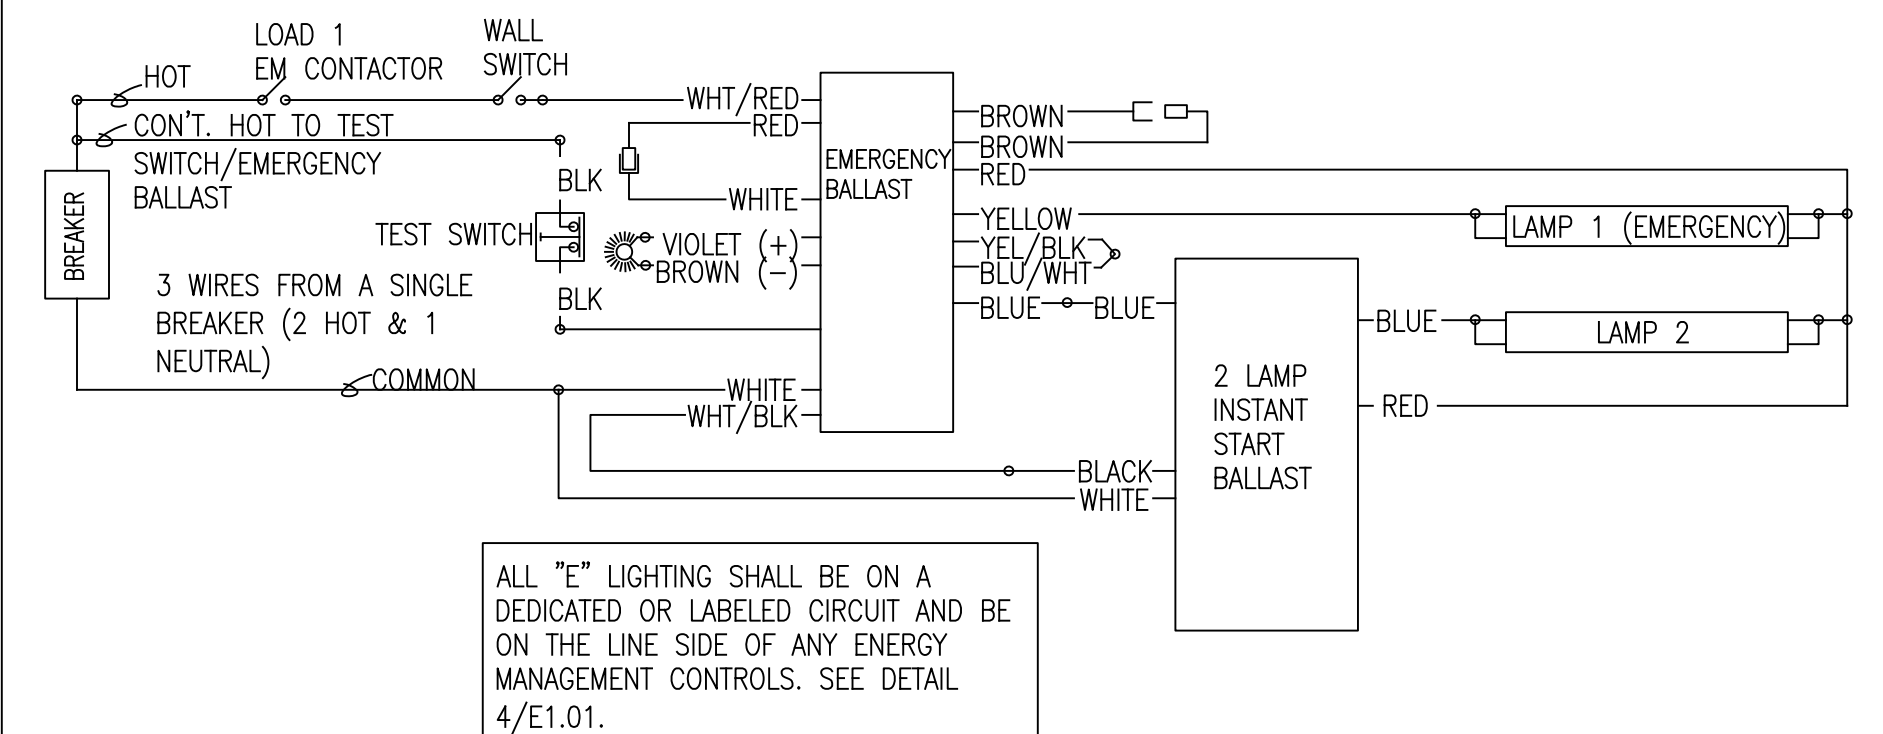 LOAD 1
EM CONTACTOR
WALL
SWITCH
HOT
CON'T. HOT TO TEST
SWITCH/EMERGENCY
BALLAST
BREAKER
3 WIRES FROM A SINGLE
BREAKER (2 HOT & 1
NEUTRAL)
COMMON
BLK
TEST SWITCH
BLK
WHT/RED
RED
WHITE
VIOLET (+)
BROWN (-)
WHITE
WHT/BLK
EMERGENCY
BALLAST
BROWN
BROWN
RED
YELLOW
YEL/BLK
BLU/WHT
BLUE
BLUE
BLACK
WHITE
2 LAMP
INSTANT
START
BALLAST
BLUE
RED
LAMP 1 (EMERGENCY)
LAMP 2
ALL "E" LIGHTING SHALL BE ON A
DEDICATED OR LABELED CIRCUIT AND BE
ON THE LINE SIDE OF ANY ENERGY
MANAGEMENT CONTROLS. SEE DETAIL
4/E1.01.